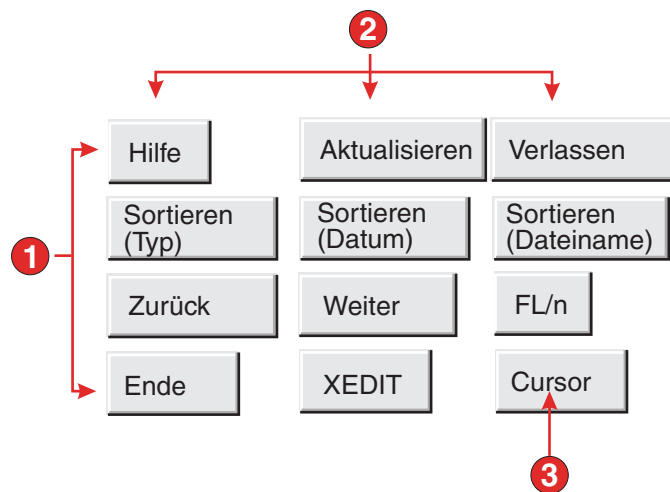 2
Hilfe
Aktualisieren
Verlassen
Sortieren
(Typ)
Sortieren
(Datum)
Sortieren
(Dateiname)
1
Zurück
Weiter
FL/n
Ende
XEDIT
Cursor
3